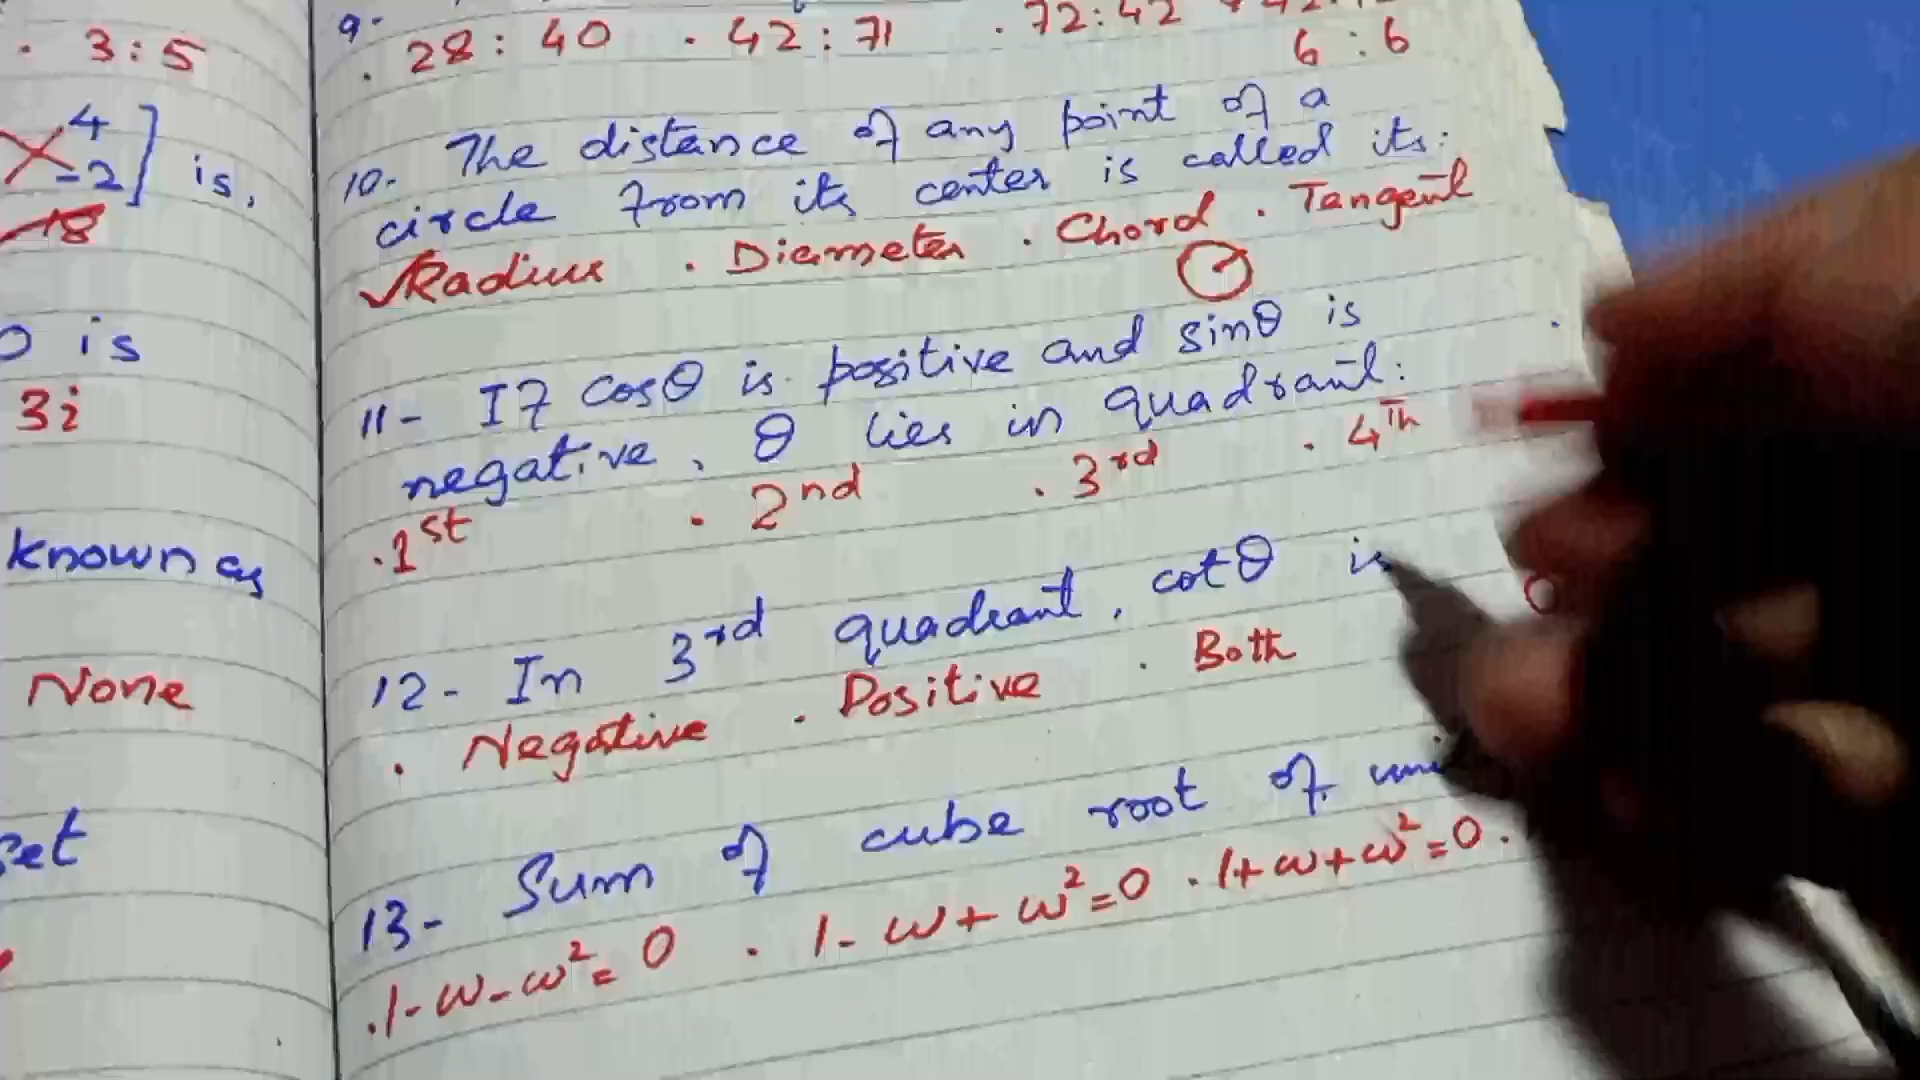 . 3:5
4
-2] is,
18
is
3i
known as
None
set
9-
. 28: 40 . 42:71 . 72:42
6:6
10- The distance of any point of a
circle from its center is called its:
✓Radius . Diameter . Chord . Tangent
11- If cosθ is positive and sinθ is
negative, θ lies in quadrant:
.1st . 2nd . 3rd . 4Th
12- In 3rd quadrant, cotθ is
. Negative . Positive . Both
13- Sum of cube root of
.1-ω-ω²=0 . 1-ω+ω²=0 .1+ω+ω²=0.